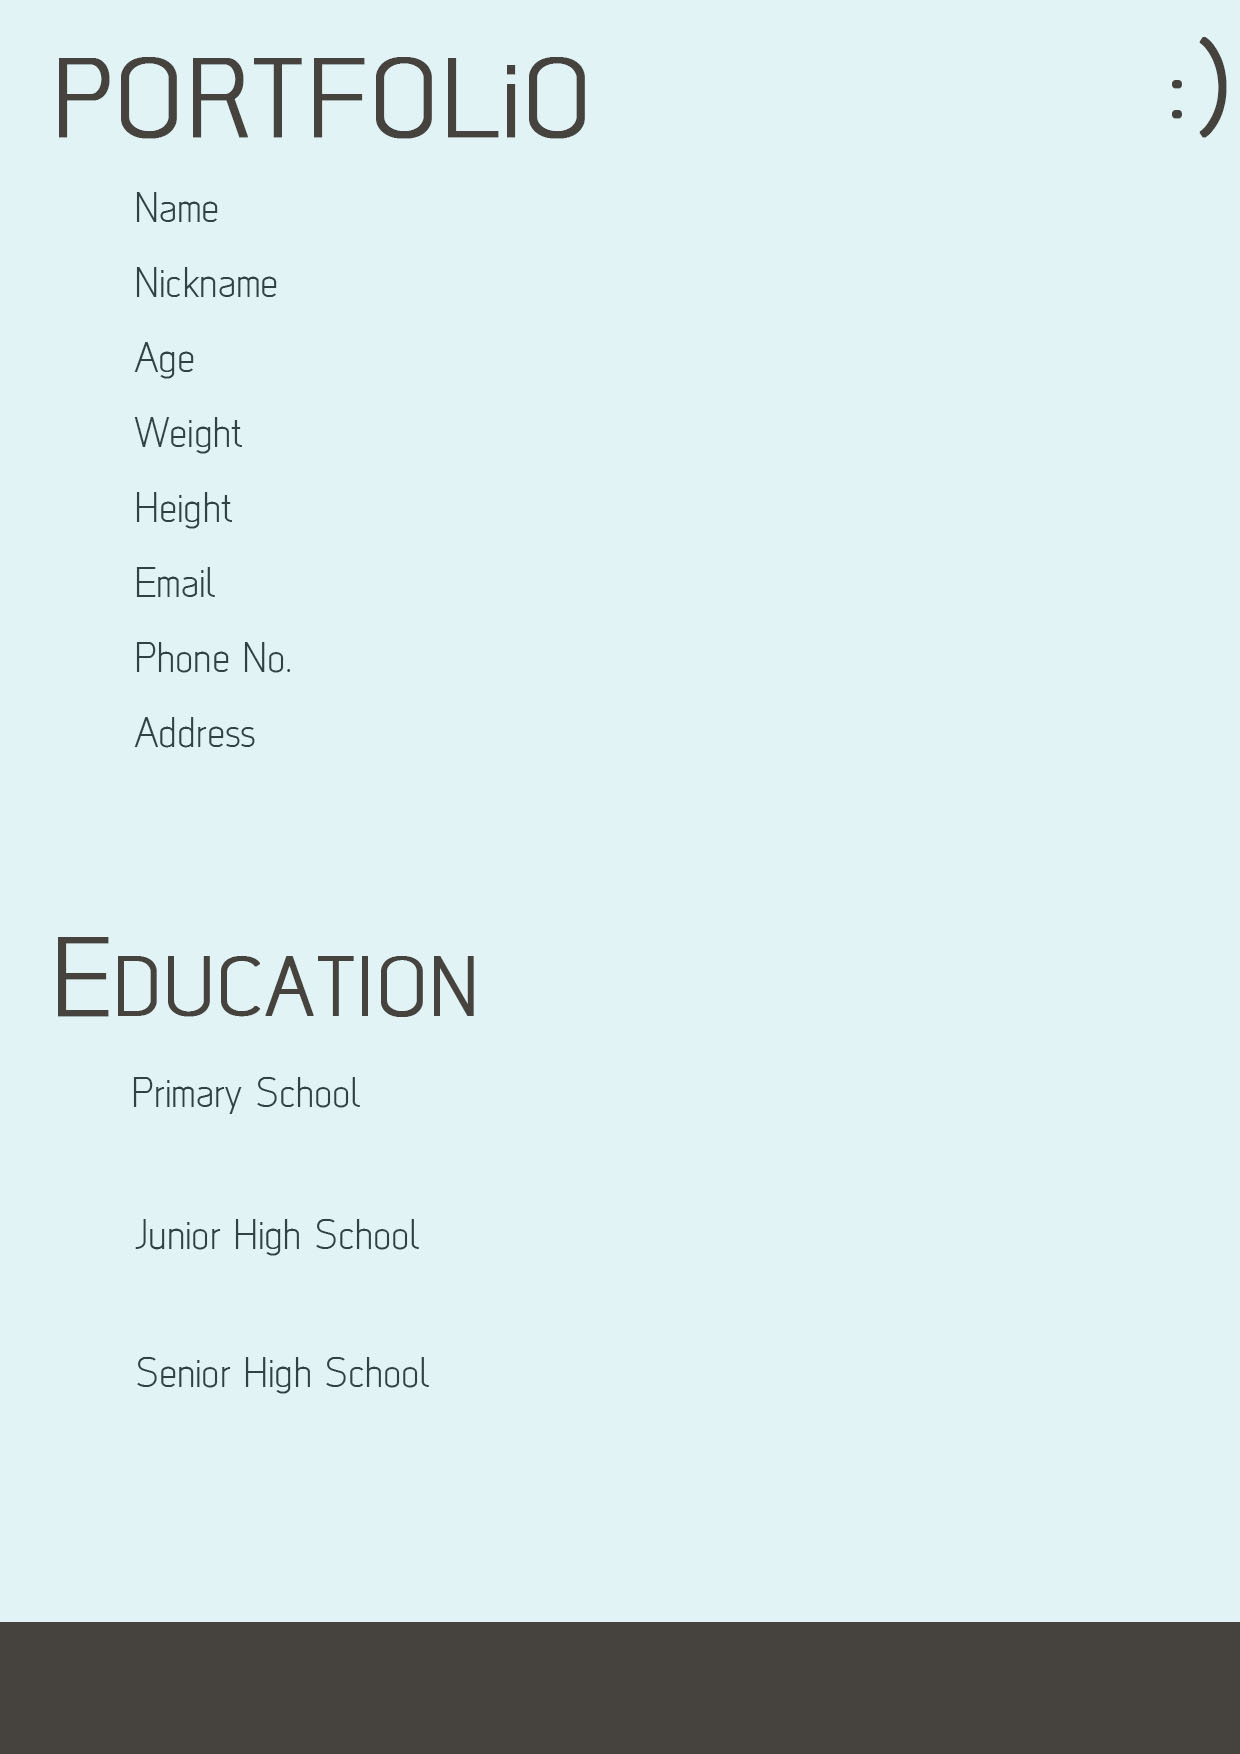 PORTFOLiO :)
Name
Nickname
Age
Weight
Height
Email
Phone No.
Address
EDUCATION
Primary School
Junior High School
Senior High School